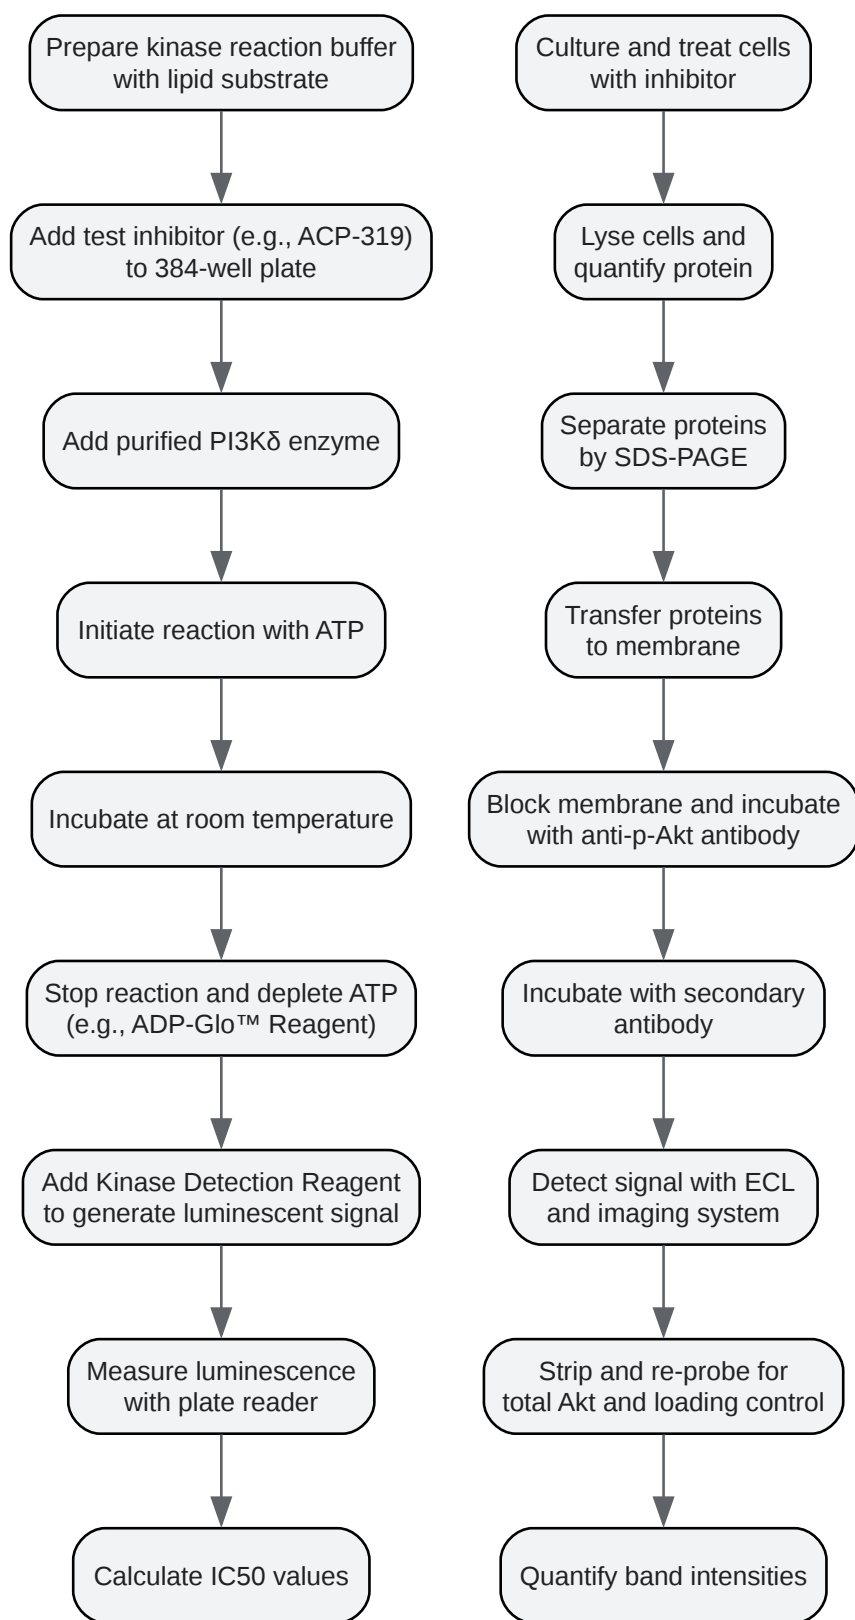 Prepare kinase reaction buffer
with lipid substrate
Add test inhibitor (e.g., ACP-319)
to 384-well plate
Add purified PI3Kδ enzyme
Initiate reaction with ATP
Incubate at room temperature
Stop reaction and deplete ATP
(e.g., ADP-Glo™ Reagent)
Add Kinase Detection Reagent
to generate luminescent signal
Measure luminescence
with plate reader
Calculate IC50 values
Culture and treat cells
with inhibitor
Lyse cells and
quantify protein
Separate proteins
by SDS-PAGE
Transfer proteins
to membrane
Block membrane and incubate
with anti-p-Akt antibody
Incubate with secondary
antibody
Detect signal with ECL
and imaging system
Strip and re-probe for
total Akt and loading control
Quantify band intensities